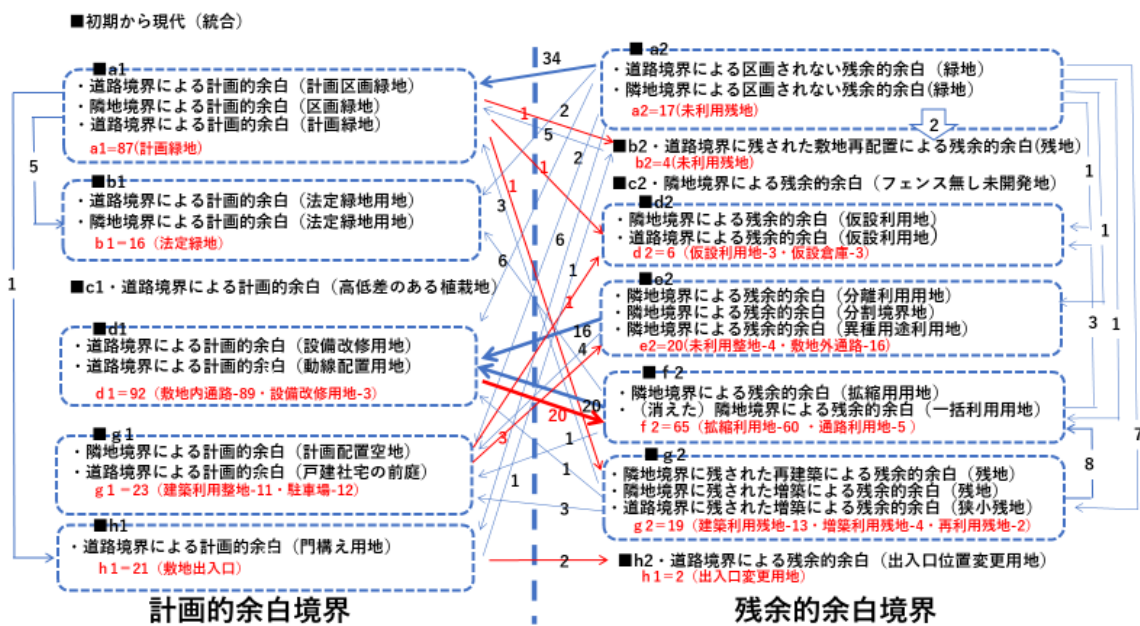 ■初期から現代（統合）
■a1
・道路境界による計画的余白（計画区画緑地）
・隣地境界による計画的余白（区画緑地）
・道路境界による計画的余白（計画緑地）
a1=87(計画緑地)
■b1
・道路境界による計画的余白（法定緑地用地）
・隣地境界による計画的余白（法定緑地用地）
b1＝16（法定緑地）
■c1・道路境界による計画的余白（高低差のある植栽地）
■d1
・道路境界による計画的余白（設備改修用地）
・道路境界による計画的余白（動線配置用地）
d1=92（敷地内通路-89・設備改修用地-3）
■g1
・隣地境界による計画的余白（計画配置空地）
・道路境界による計画的余白（戸建社宅の前庭）
g1＝23（建築利用整地-11・駐車場-12）
■h1
・道路境界による計画的余白（門構え用地）
h1=21（敷地出入口）
計画的余白境界
5
1
34
1
2
5
2
1
1
3
6
6
1
1
16
4
20
20
3
1
1
1
3
2
■a2
・道路境界による区画されない残余的余白（緑地）
・隣地境界による区画されない残余的余白(緑地）
a2=17(未利用残地)
2
■b2・道路境界に残された敷地再配置による残余的余白(残地)
b2=4(未利用残地)
■c2・隣地境界による残余的余白（フェンス無し未開発地）
■d2
・隣地境界による残余的余白（仮設利用地）
・道路境界による残余的余白（仮設利用地）
d2=6（仮設利用地-3・仮設倉庫-3）
■e2
・隣地境界による残余的余白（分離利用用地）
・隣地境界による残余的余白（分割境界地）
・隣地境界による残余的余白（異種用途利用地）
e2=20(未利用整地-4・敷地外通路-16）
■f2
・隣地境界による残余的余白（拡縮用用地）
・（消えた）隣地境界による残余的余白（一括利用用地）
f2=65（拡縮利用地-60・通路利用地-5）
■g2
・隣地境界に残された再建築による残余的余白（残地）
・隣地境界に残された増築による残余的余白（残地）
・道路境界に残された増築による残余的余白（狭小残地）
g2=19（建築利用残地-13・増築利用残地-4・再利用残地-2）
■h2・道路境界による残余的余白（出入口位置変更用地）
h1=2（出入口変更用地）
残余的余白境界
1
1
3
1
7
8